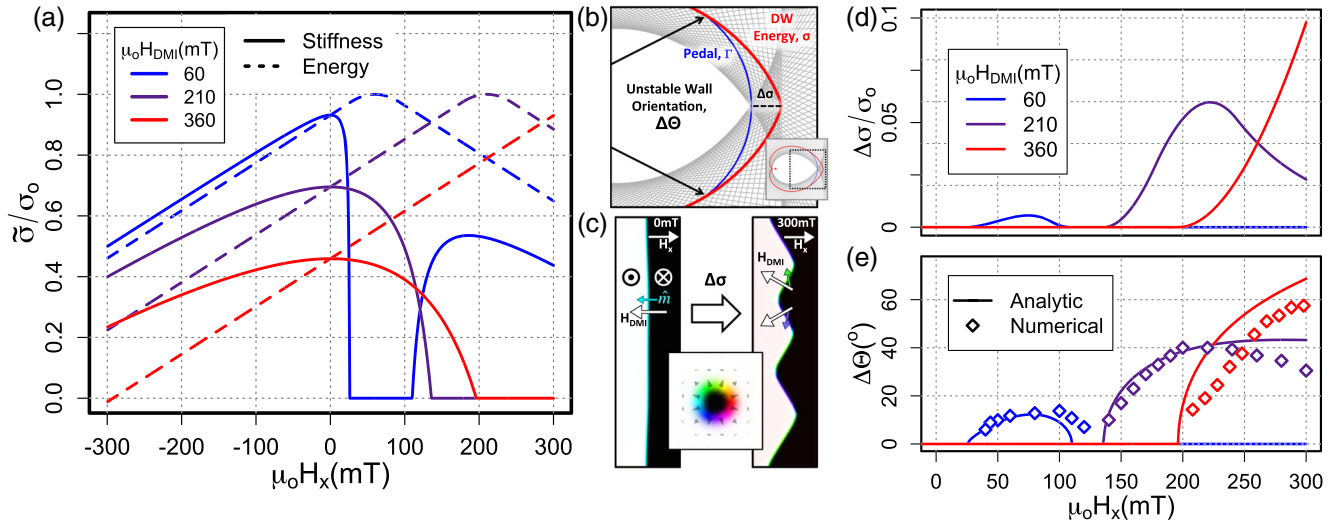 (a)
μoHDMI(mT)
60
210
360
Stiffness
Energy
σ̃/σo
1.0
0.8
0.6
0.4
0.2
0.0
-300 -200 -100 0 100 200 300
μoHx(mT)
(b)
DW
Energy, σ
Pedal, Γ
Unstable Wall
Orientation,
ΔΘ
Δσ
(c)
0mT
Hx
m̂
HDMI
Δσ
300mT
Hx
HDMI
(d)
μoHDMI(mT)
60
210
360
Δσ/σo
0.1
0.05
0
(e)
Analytic
Numerical
ΔΘ(°)
60
40
20
0
0 50 100 150 200 250 300
μoHx(mT)